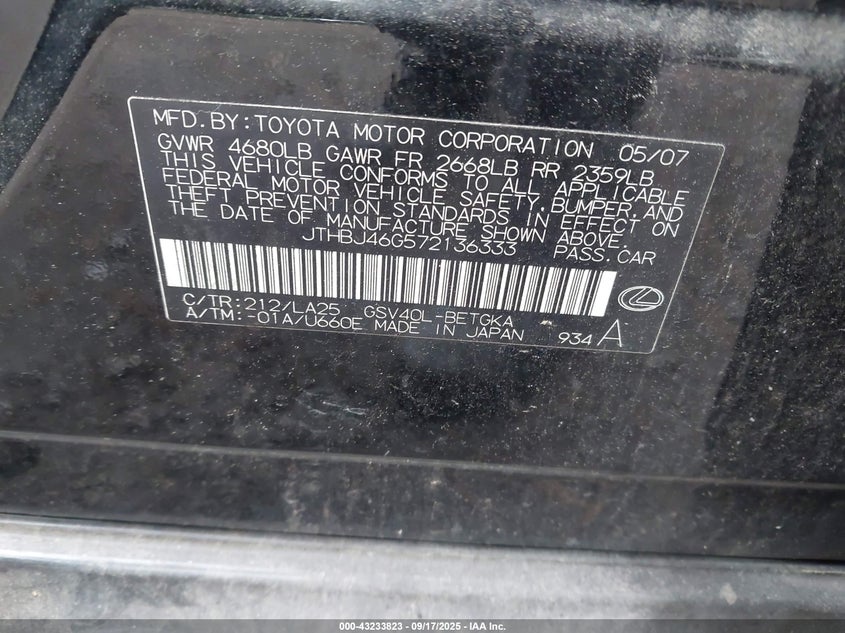 MFD. BY: TOYOTA MOTOR CORPORATION 05/07
GVWR 4680LB GAWR FR 2668LB RR 2359LB
THIS VEHICLE CONFORMS TO ALL APPLICABLE
FEDERAL MOTOR VEHICLE SAFETY, BUMPER, AND
THEFT PREVENTION STANDARDS IN EFFECT ON
THE DATE OF MANUFACTURE SHOWN ABOVE.
JTHBJ46G572136333 PASS. CAR
C/TR: 212/LA25 GSV40L-BETGKA
A/TM: -01A/U660E MADE IN JAPAN 934 A
000-43233823 - 09/17/2025 - IAA Inc.